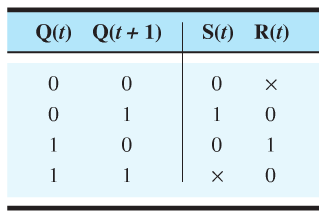 Q(t) Q(t + 1) S(t) R(t)
0 0 0 ×
0 1 1 0
1 0 0 1
1 1 × 0